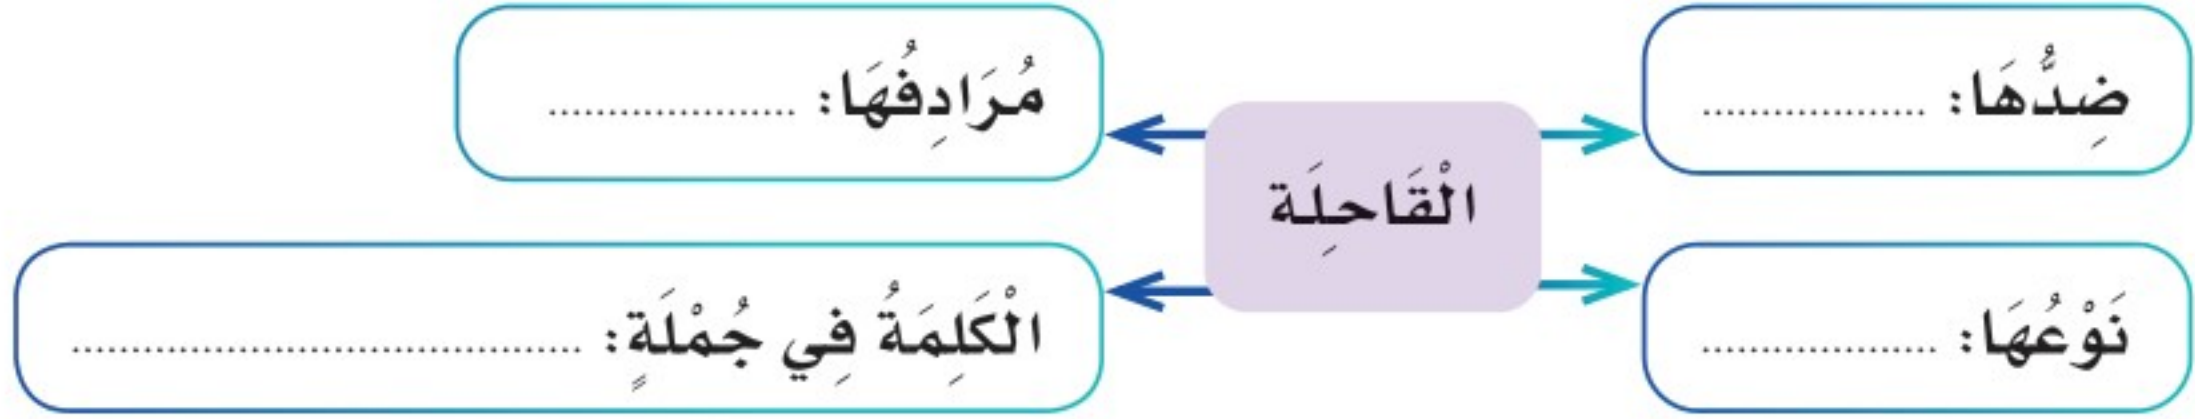 ضِدُّهَا: ...................
مُرَادِفُهَا: .....................
الْقَاحِلَة
نَوْعُهَا: ....................
الْكَلِمَةُ فِي جُمْلَةٍ: ...........................................